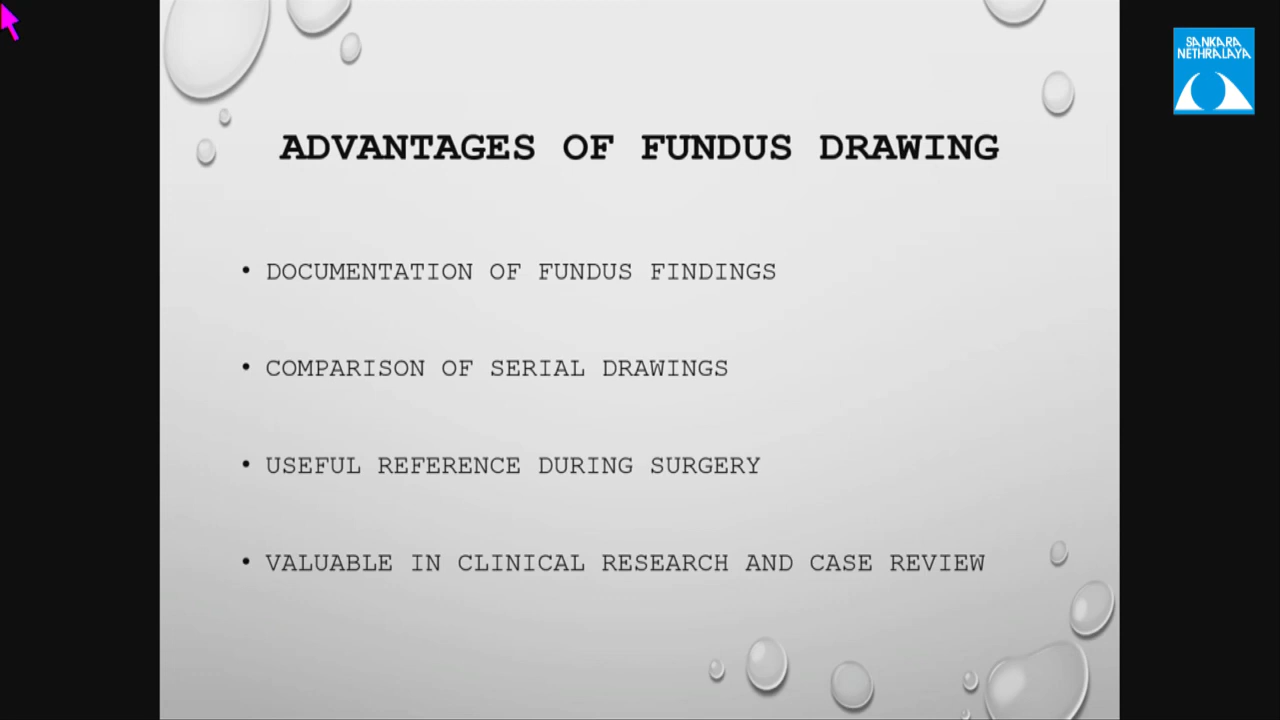 SANKARA
NETHRALAYA
ADVANTAGES OF FUNDUS DRAWING
• DOCUMENTATION OF FUNDUS FINDINGS
• COMPARISON OF SERIAL DRAWINGS
• USEFUL REFERENCE DURING SURGERY
• VALUABLE IN CLINICAL RESEARCH AND CASE REVIEW